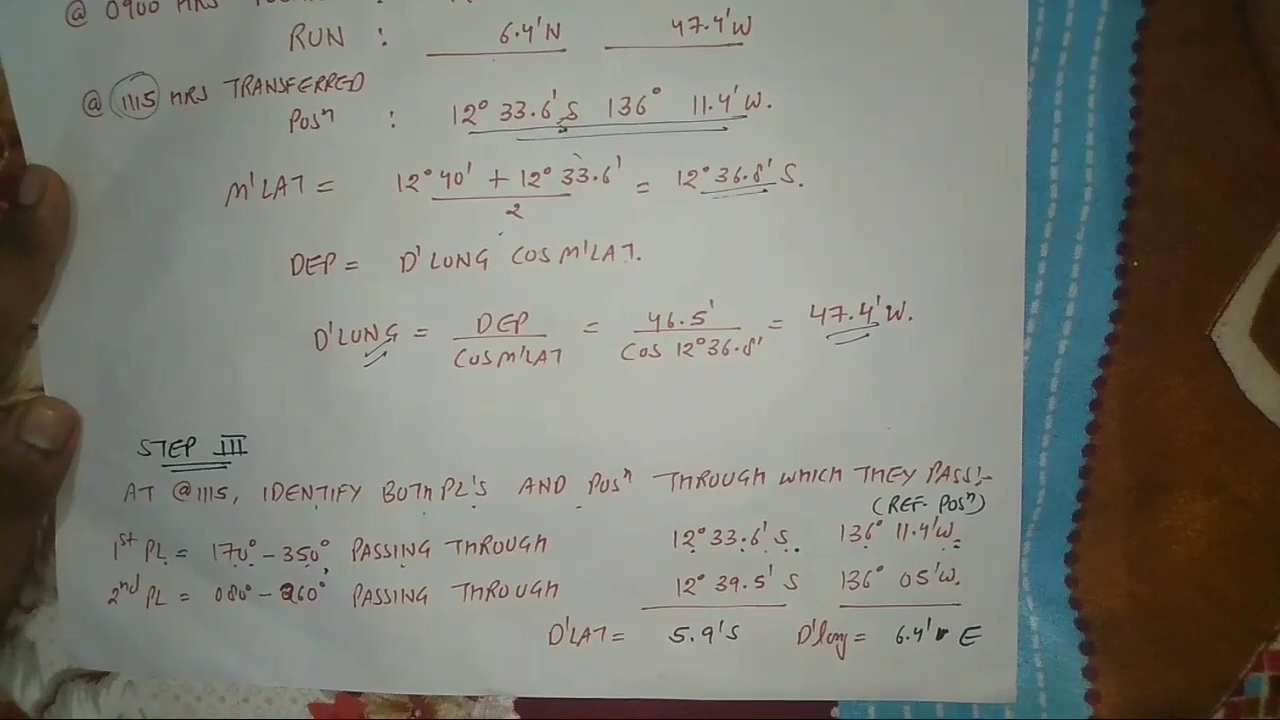 @ 0900 HRS
RUN : 6.4'N 47.4'W
@ 1115 HRS TRANSFERRED
POSⁿ : 12° 33.6'S 136° 11.4'W.
M'LAT = 12°40' + 12° 33.6' / 2 = 12° 36.8' S.
DEP = D'LONG COS M'LAT.
D'LONG = DEP / COS M'LAT = 46.5' / COS 12°36.8' = 47.4'W.
STEP III
AT @1115, IDENTIFY BOTH PL'S AND POSⁿ THROUGH WHICH THEY PASS:-
(REF. POSⁿ)
1st PL = 170° - 350°, PASSING THROUGH 12° 33.6' S. 136° 11.4'W.
2nd PL = 080° - 260° PASSING THROUGH 12° 39.5' S 136° 05'W.
D'LAT = 5.9'S D'long = 6.4' E